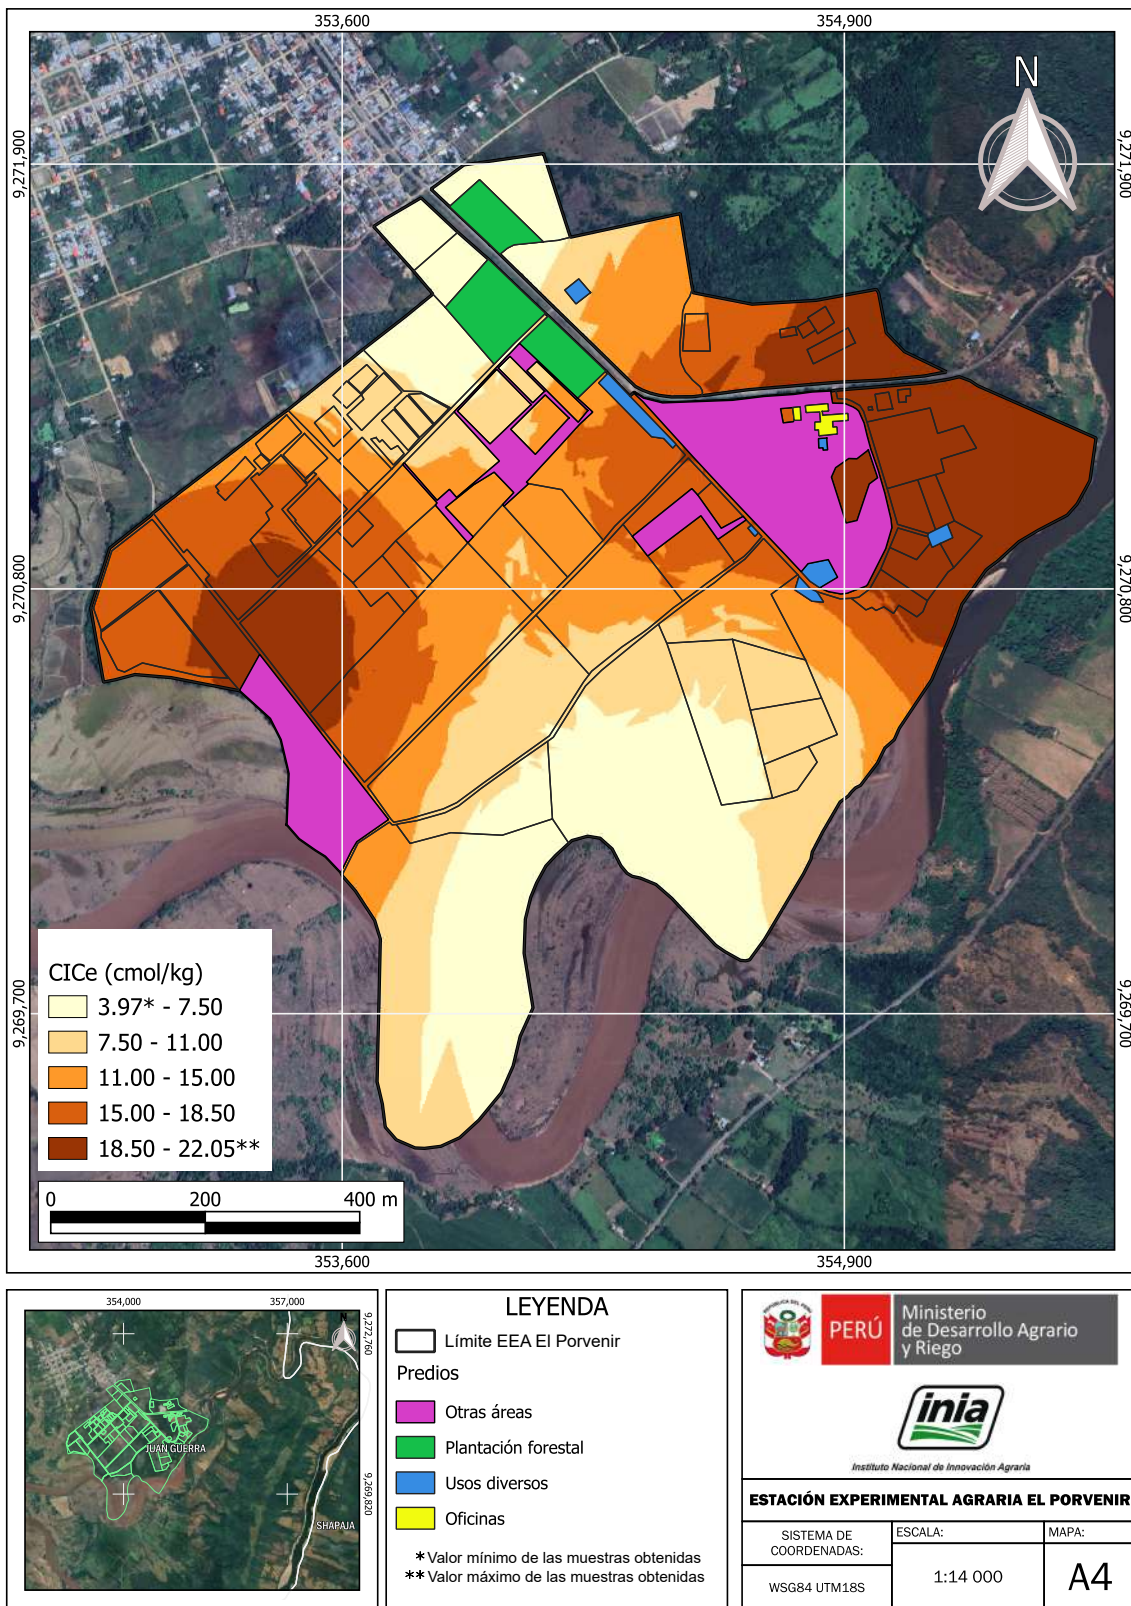 353,600
354,900
N
9,271,900
9,271,900
9,270,800
9,270,800
9,269,700
9,269,700
CICe (cmol/kg)
3.97* - 7.50
7.50 - 11.00
11.00 - 15.00
15.00 - 18.50
18.50 - 22.05**
0 200 400 m
353,600
354,900
354,000
357,000
N
9,272,760
9,269,820
JUAN GUERRA
SHAPAJA
LEYENDA
Límite EEA El Porvenir
Predios
Otras áreas
Plantación forestal
Usos diversos
Oficinas
* Valor mínimo de las muestras obtenidas
** Valor máximo de las muestras obtenidas
REPUBLICA DEL PERU
PERÚ
Ministerio
de Desarrollo Agrario
y Riego
inia
Instituto Nacional de Innovación Agraria
ESTACIÓN EXPERIMENTAL AGRARIA EL PORVENIR
SISTEMA DE
COORDENADAS:
WSG84 UTM18S
ESCALA:
1:14 000
MAPA:
A4